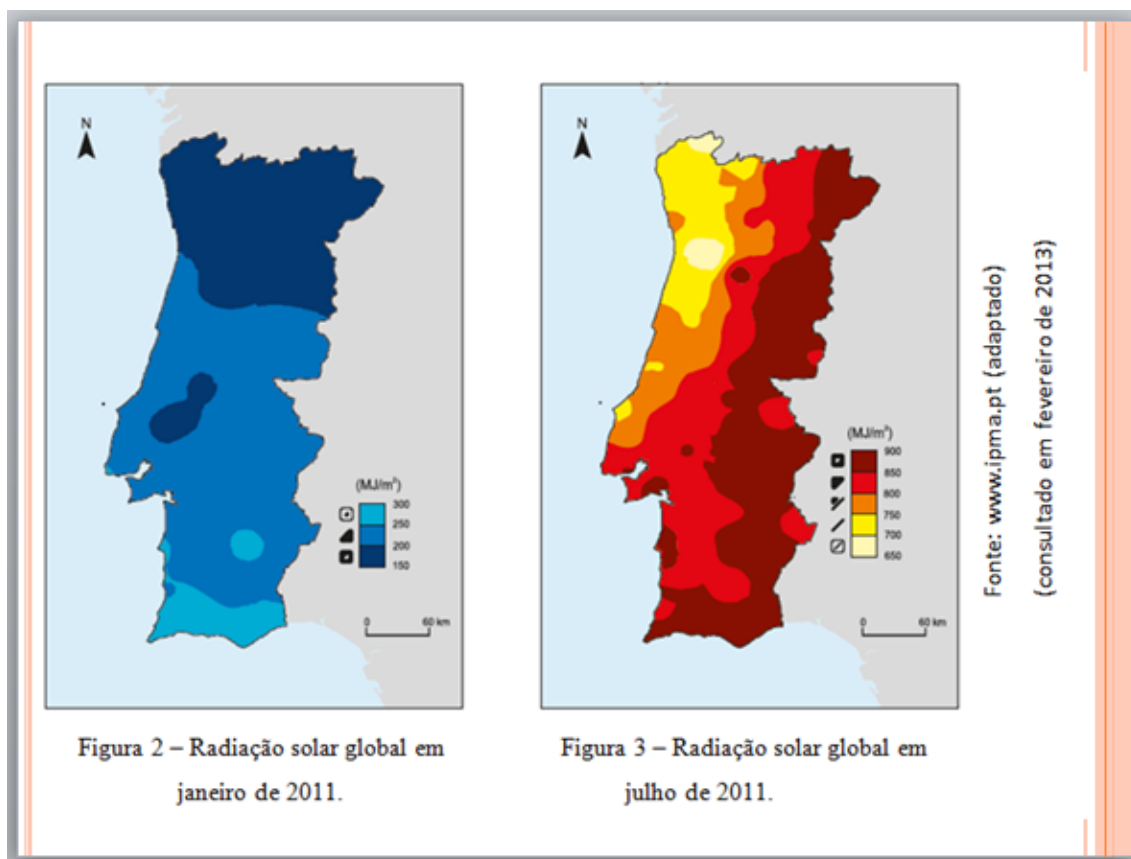 N
(MJ/m²)
300
250
200
150
0 60 km
N
(MJ/m²)
900
850
800
750
700
650
0 60 km
Figura 2 – Radiação solar global em
janeiro de 2011.
Figura 3 – Radiação solar global em
julho de 2011.
Fonte: www.ipma.pt (adaptado)
(consultado em fevereiro de 2013)